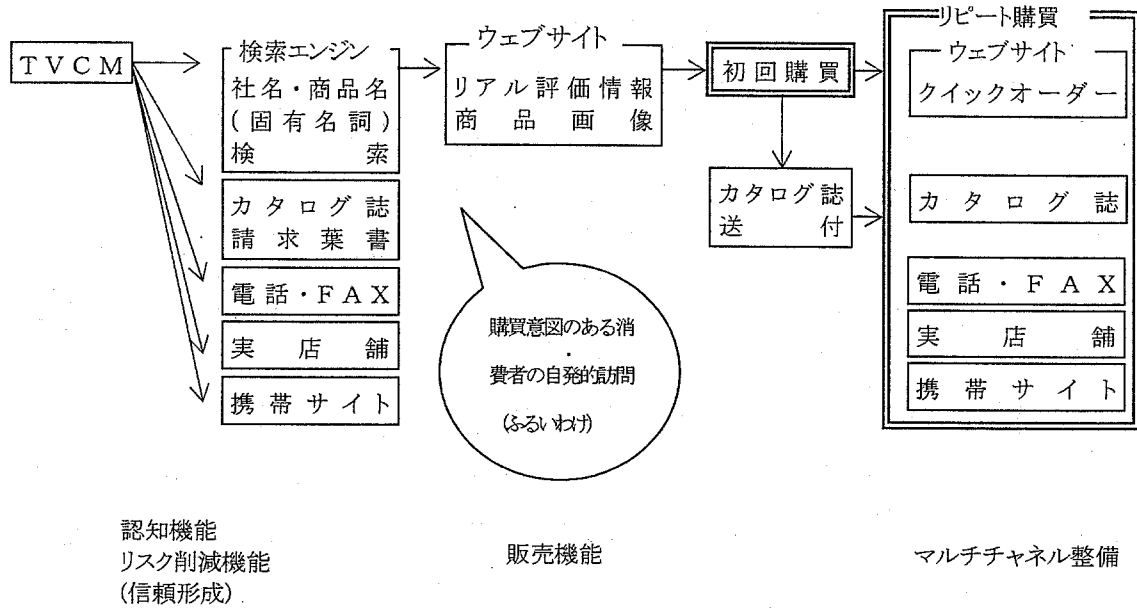 TVCM
検索エンジン
社名・商品名
(固有名詞)
検索
カタログ誌
請求葉書
電話・FAX
実店舗
携帯サイト
ウェブサイト
リアル評価情報
商品画像
購買意図のある消
・
費者の自発的訪問
(ふるいわけ)
初回購買
カタログ誌
送付
リピート購買
ウェブサイト
クイックオーダー
カタログ誌
電話・FAX
実店舗
携帯サイト
認知機能
リスク削減機能
(信頼形成)
販売機能
マルチチャネル整備